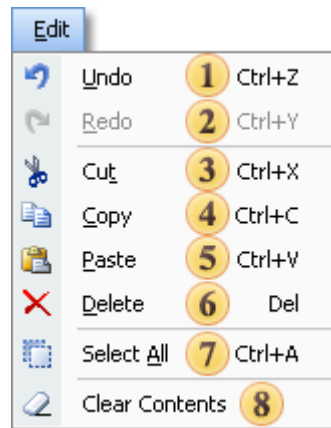 Edit
Undo 1 Ctrl+Z
Redo 2 Ctrl+Y
Cut 3 Ctrl+X
Copy 4 Ctrl+C
Paste 5 Ctrl+V
Delete 6 Del
Select All 7 Ctrl+A
Clear Contents 8